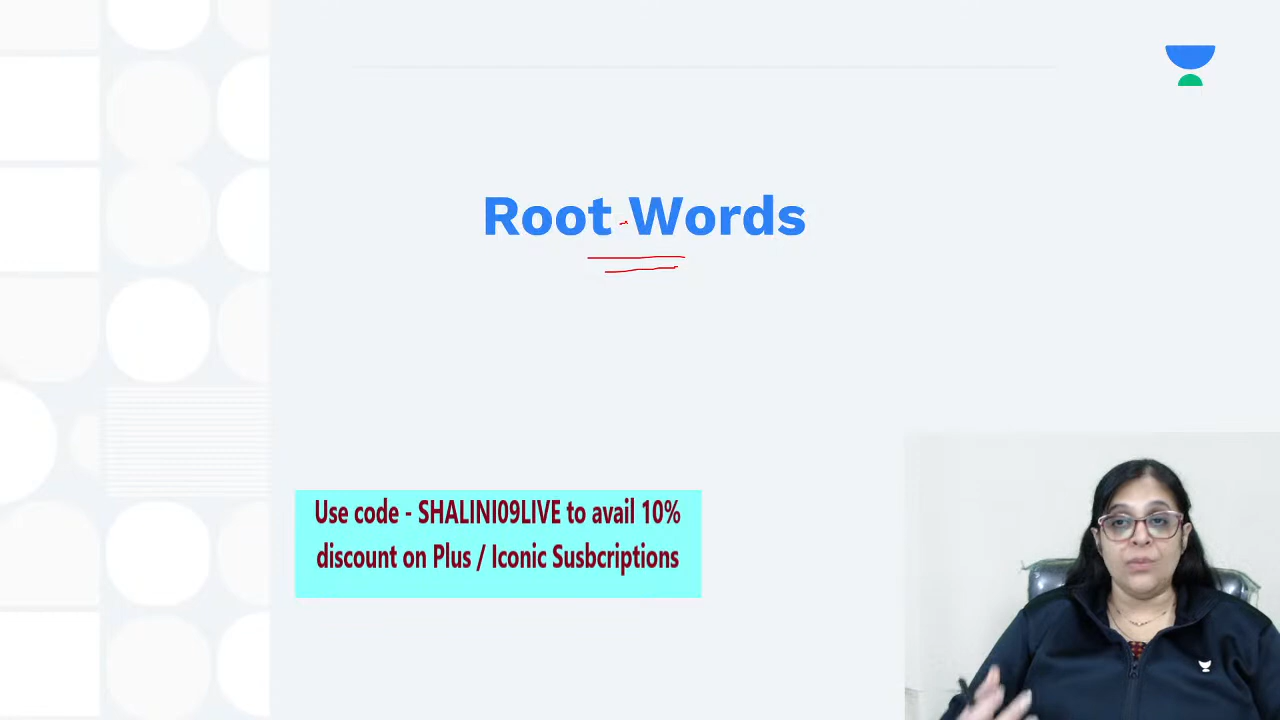 Root Words
Use code - SHALINI09LIVE to avail 10%
discount on Plus / Iconic Susbcriptions